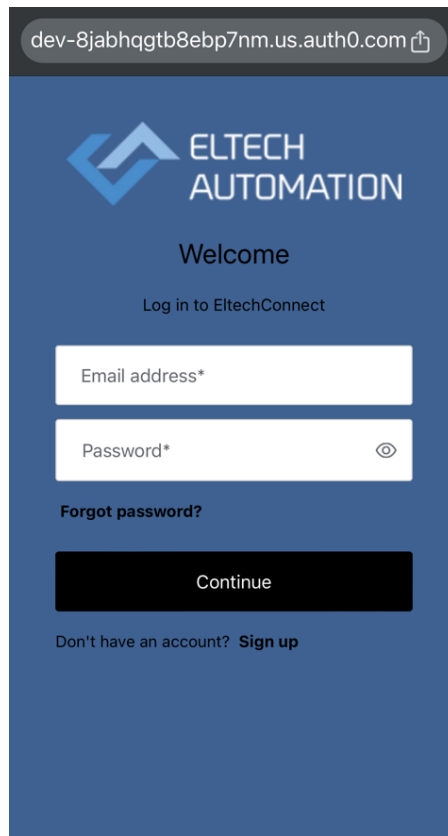 dev-8jabhqgtb8ebp7nm.us.auth0.com
ELTECH
AUTOMATION
Welcome
Log in to EltechConnect
Email address*
Password*
Forgot password?
Continue
Don't have an account? Sign up